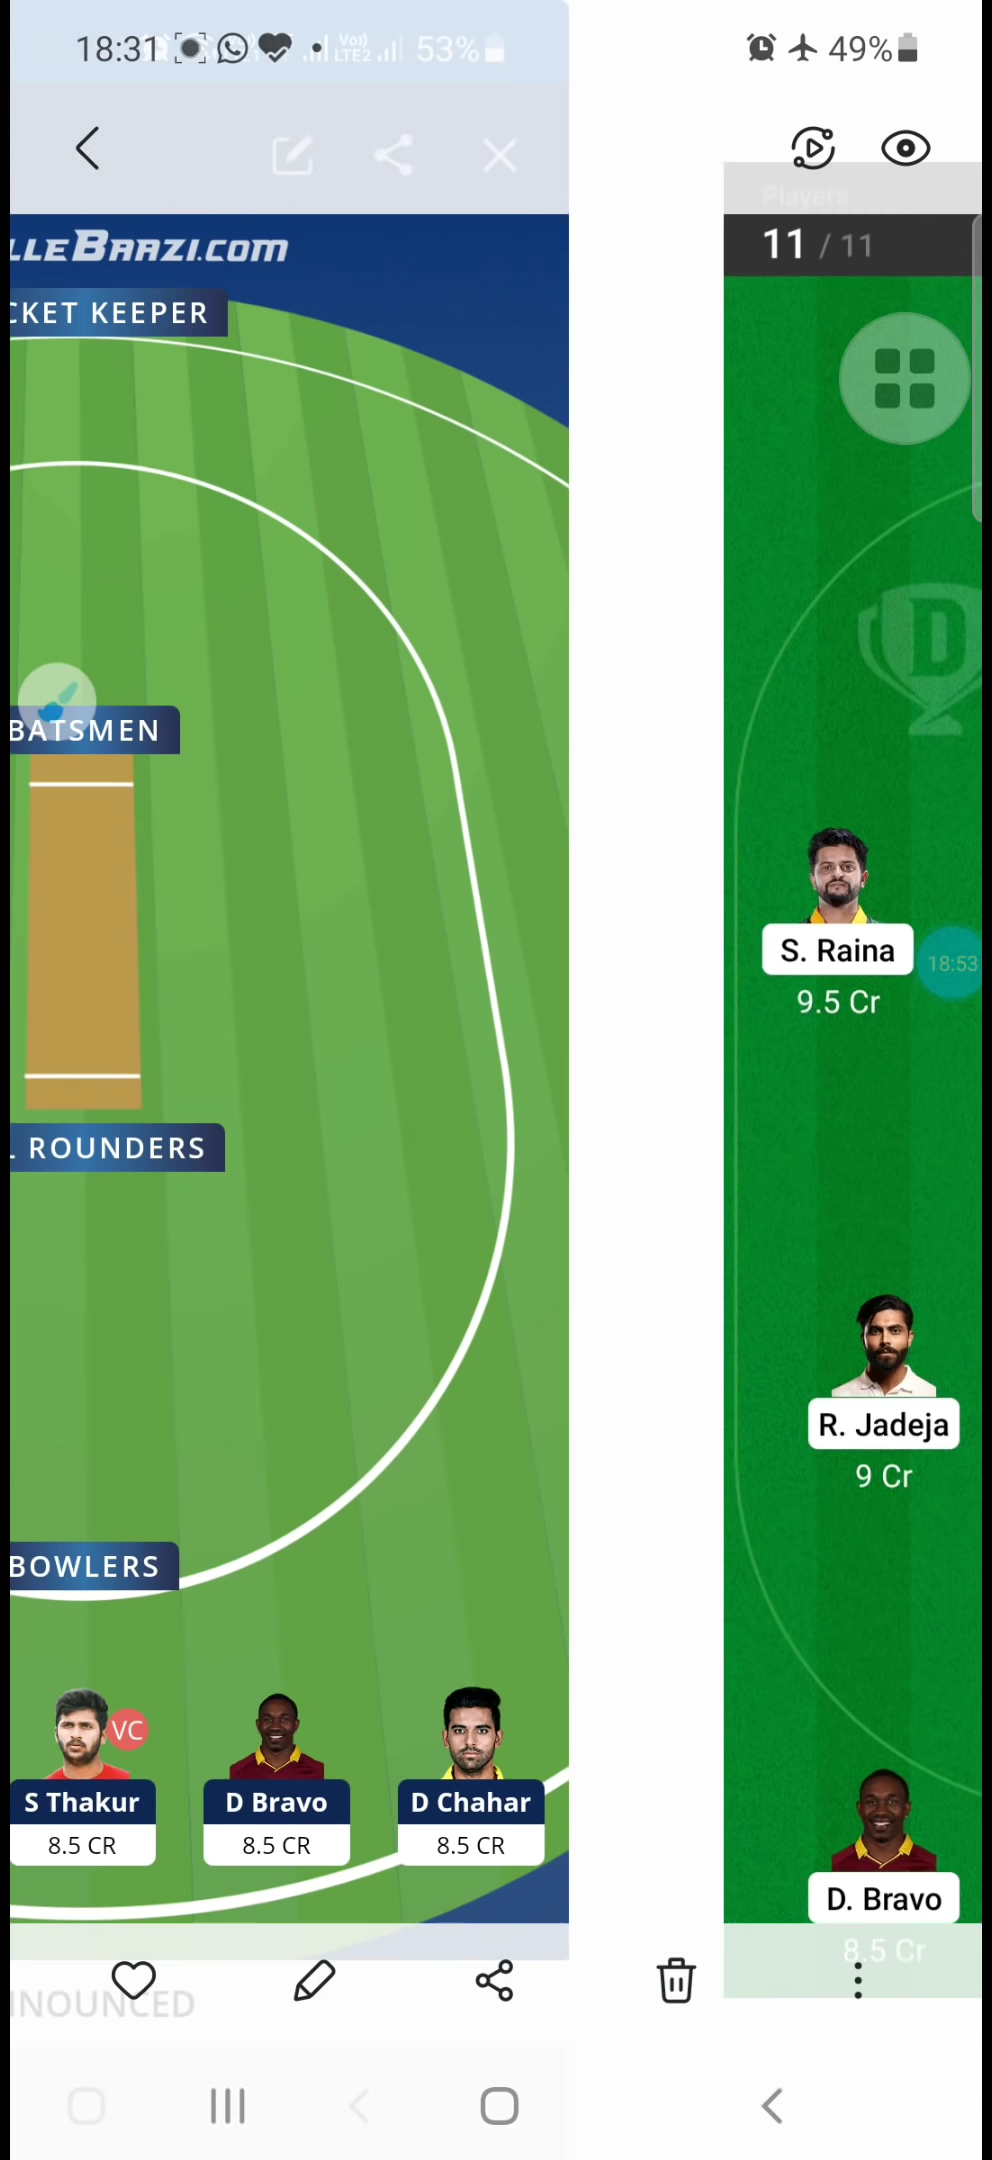 18:31
LTE2
53%
49%
Players
LLEBAAZI.COM
11 / 11
CKET KEEPER
BATSMEN
S. Raina
18:53
9.5 Cr
ROUNDERS
R. Jadeja
9 Cr
BOWLERS
VC
S Thakur
D Bravo
D Chahar
8.5 CR
8.5 CR
8.5 CR
D. Bravo
8.5 Cr
NOUNCED